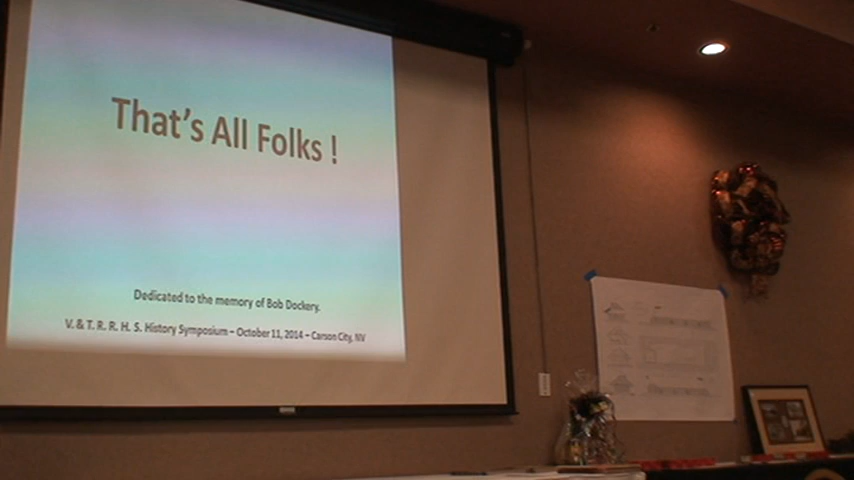 That's All Folks !
Dedicated to the memory of Bob Dockery.
V. & T. R. R. H. S. History Symposium – October 11, 2014 – Carson City, NV